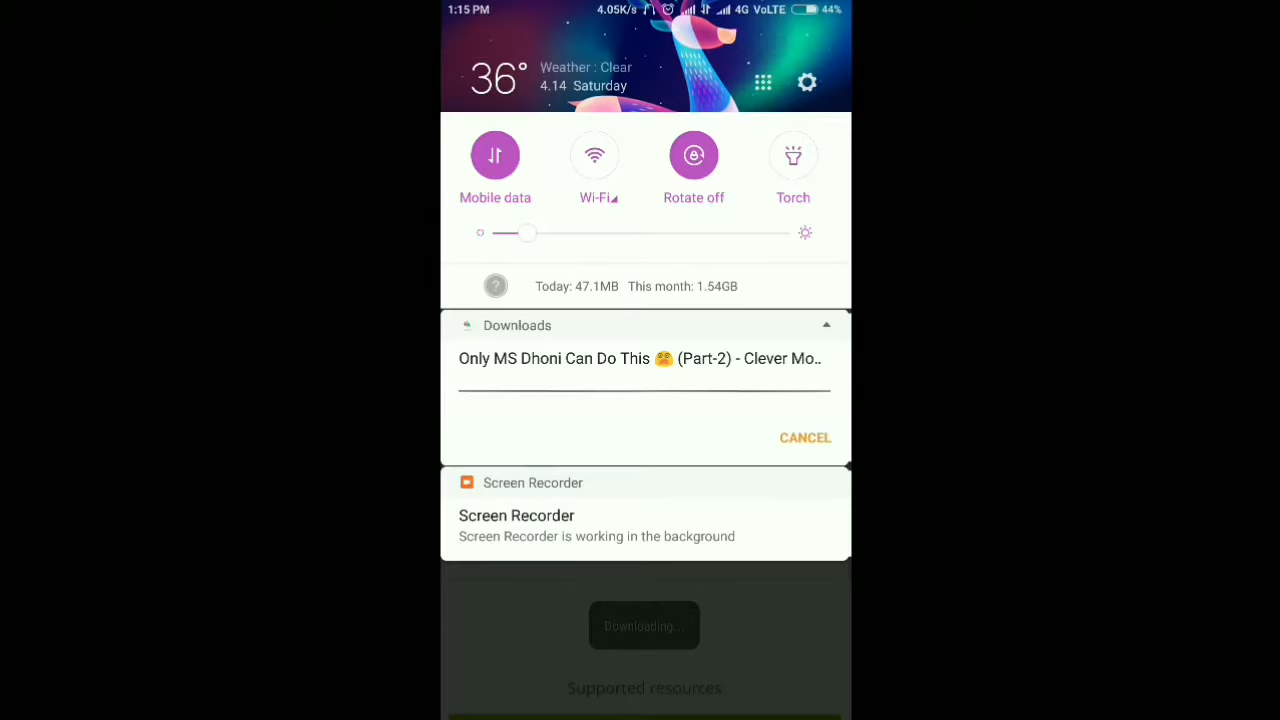 1:15 PM 4.05K/s 4G VoLTE 44%
36° Weather : Clear
4.14 Saturday
Mobile data Wi-Fi Rotate off Torch
? Today: 47.1MB This month: 1.54GB
Downloads
Only MS Dhoni Can Do This 😩 (Part-2) - Clever Mo..
CANCEL
Screen Recorder
Screen Recorder
Screen Recorder is working in the background
Downloading...
Supported resources